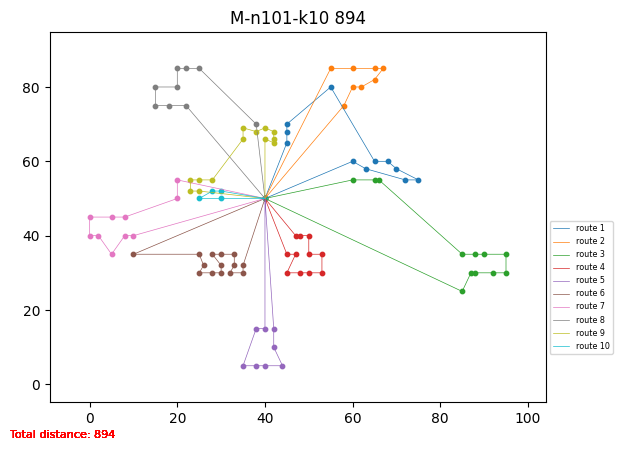 M-n101-k10 894
80
60
40
20
0
0 20 40 60 80 100
route 1
route 2
route 3
route 4
route 5
route 6
route 7
route 8
route 9
route 10
Total distance: 894